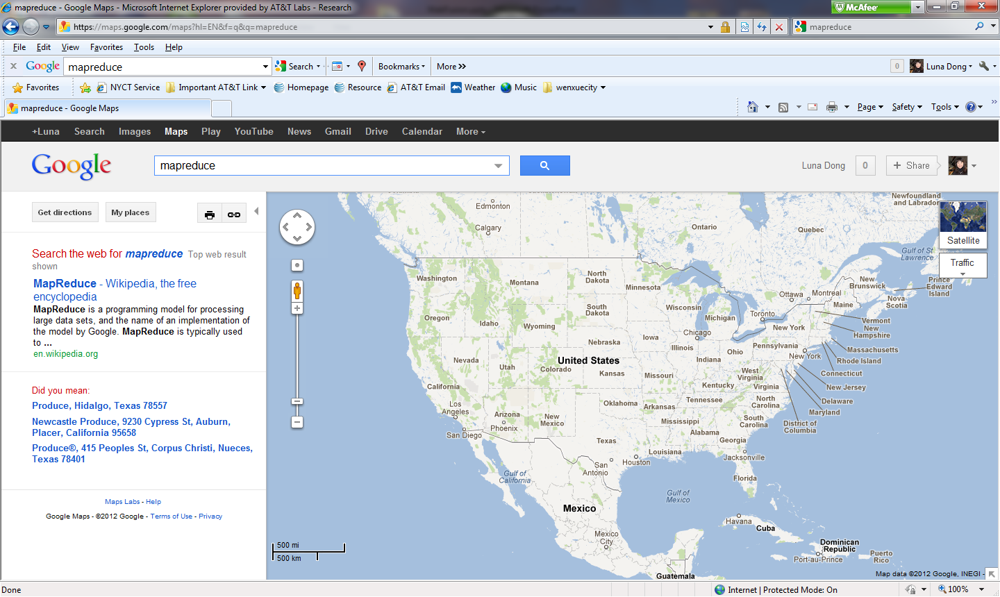 mapreduce - Google Maps - Microsoft Internet Explorer provided by AT&T Labs - Research
McAfee
https://maps.google.com/maps?hl=EN&f=q&q=mapreduce
mapreduce
File Edit View Favorites Tools Help
x Google mapreduce Search Bookmarks More >> 0 Luna Dong
Favorites NYCT Service Important AT&T Link Homepage Resource AT&T Email Weather Music wenxuecity
mapreduce - Google Maps
Page Safety Tools
+Luna Search Images Maps Play YouTube News Gmail Drive Calendar More
Google mapreduce Luna Dong 0 + Share
Get directions My places
Search the web for mapreduce Top web result
shown
MapReduce - Wikipedia, the free
encyclopedia
MapReduce is a programming model for processing
large data sets, and the name of an implementation of
the model by Google. MapReduce is typically used
to ...
en.wikipedia.org
Did you mean:
Produce, Hidalgo, Texas 78557
Newcastle Produce, 9230 Cypress St, Auburn,
Placer, California 95658
Produce®, 415 Peoples St, Corpus Christi, Nueces,
Texas 78401
Maps Labs - Help
Google Maps - ©2012 Google - Terms of Use - Privacy
Satellite
Traffic
Newfoundland
and Labrador
Edmonton
Calgary
Ontario
Quebec
Gulf of St
Lawrence
Washington
Montana
North
Dakota
Minnesota
New
Brunswick
Prince
Edward
Island
Ottawa
Montreal
Nova
Scotia
Maine
Oregon
Idaho
Wyoming
South
Dakota
Wisconsin
Michigan
Toronto
New York
Vermont
New
Hampshire
Nebraska
Iowa
Chicago
Illinois
Indiana
Ohio
Pennsylvania
New York
Massachusetts
Rhode Island
Connecticut
New Jersey
Delaware
Maryland
District of
Columbia
Nevada
Utah
Colorado
United States
Kansas
Missouri
West
Virginia
Virginia
Kentucky
California
Los
Angeles
San Diego
Arizona
Phoenix
New
Mexico
Oklahoma
Arkansas
Tennessee
North
Carolina
South
Carolina
Mississippi
Alabama
Georgia
Texas
Louisiana
Jacksonville
San
Antonio
Houston
Florida
Gulf of
California
Gulf of
Mexico
Mexico
Mexico
City
Havana
Cuba
Dominican
Republic
Port-au-Prince
Puerto
Rico
Guatemala
500 mi
500 km
Map data ©2012 Google, INEGI -
Done
Internet | Protected Mode: On
100%